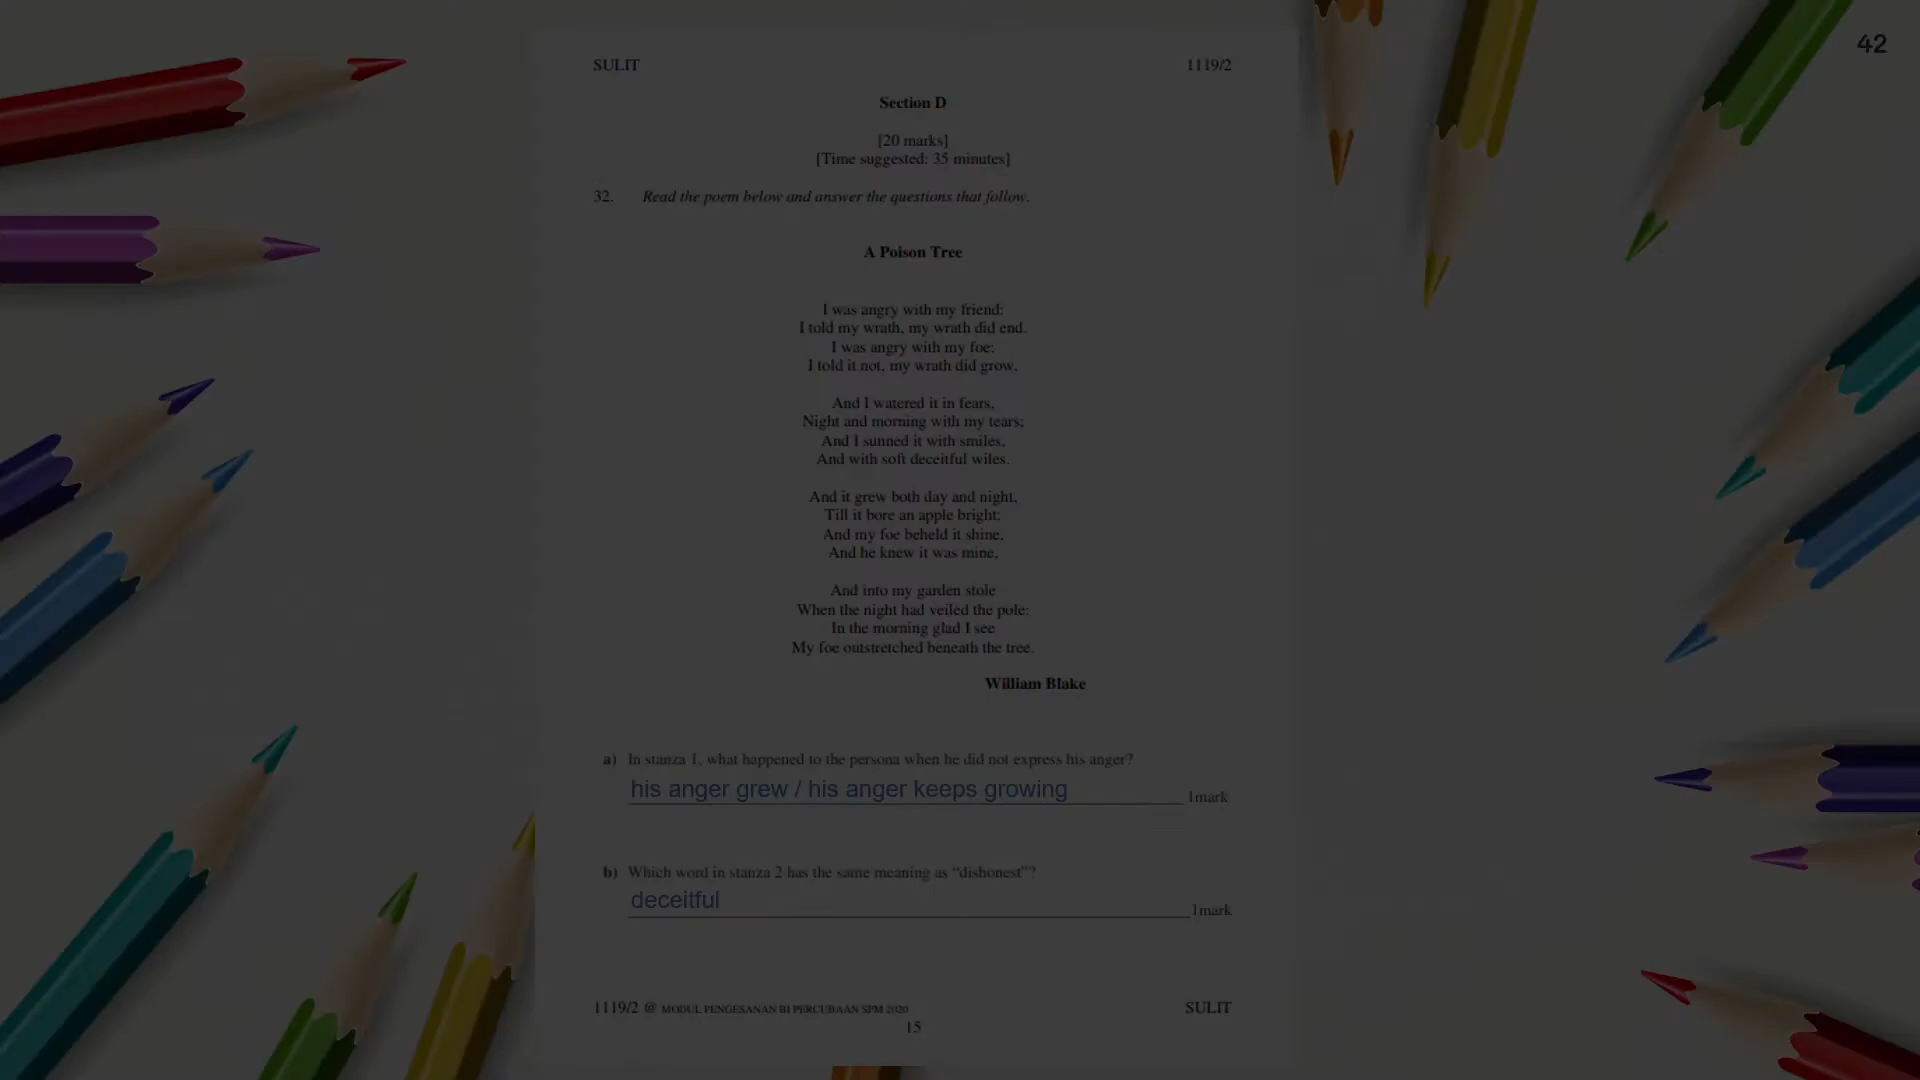 42
SULIT 1119/2
Section D
[20 marks]
[Time suggested: 35 minutes]
32. Read the poem below and answer the questions that follow.
A Poison Tree
I was angry with my friend:
I told my wrath, my wrath did end.
I was angry with my foe:
I told it not, my wrath did grow.
And I watered it in fears,
Night and morning with my tears;
And I sunned it with smiles,
And with soft deceitful wiles.
And it grew both day and night,
Till it bore an apple bright;
And my foe beheld it shine,
And he knew it was mine,
And into my garden stole
When the night had veiled the pole:
In the morning glad I see
My foe outstretched beneath the tree.
William Blake
a) In stanza 1, what happened to the persona when he did not express his anger?
his anger grew / his anger keeps growing
1mark
b) Which word in stanza 2 has the same meaning as “dishonest”?
deceitful
1mark
1119/2 @ MODUL PENGESANAN BI PERCUBAAN SPM 2020 SULIT
15